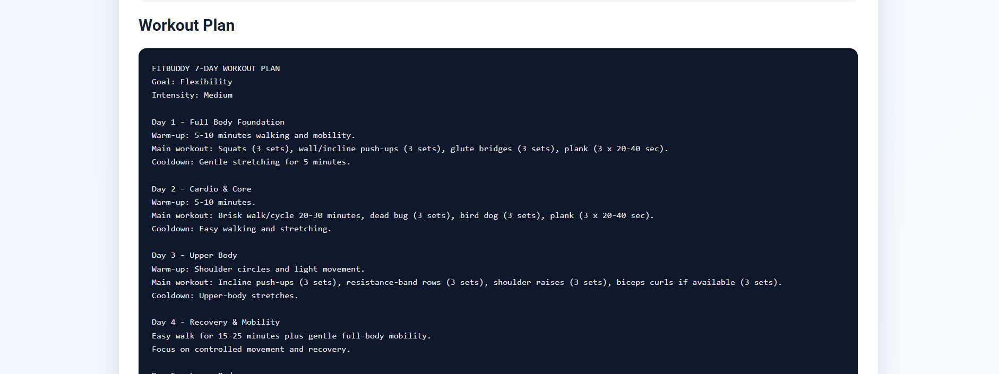 Workout Plan
FITBUDDY 7-DAY WORKOUT PLAN
Goal: Flexibility
Intensity: Medium
Day 1 - Full Body Foundation
Warm-up: 5-10 minutes walking and mobility.
Main workout: Squats (3 sets), wall/incline push-ups (3 sets), glute bridges (3 sets), plank (3 x 20-40 sec).
Cooldown: Gentle stretching for 5 minutes.
Day 2 - Cardio & Core
Warm-up: 5-10 minutes.
Main workout: Brisk walk/cycle 20-30 minutes, dead bug (3 sets), bird dog (3 sets), plank (3 x 20-40 sec).
Cooldown: Easy walking and stretching.
Day 3 - Upper Body
Warm-up: Shoulder circles and light movement.
Main workout: Incline push-ups (3 sets), resistance-band rows (3 sets), shoulder raises (3 sets), biceps curls if available (3 sets).
Cooldown: Upper-body stretches.
Day 4 - Recovery & Mobility
Easy walk for 15-25 minutes plus gentle full-body mobility.
Focus on controlled movement and recovery.